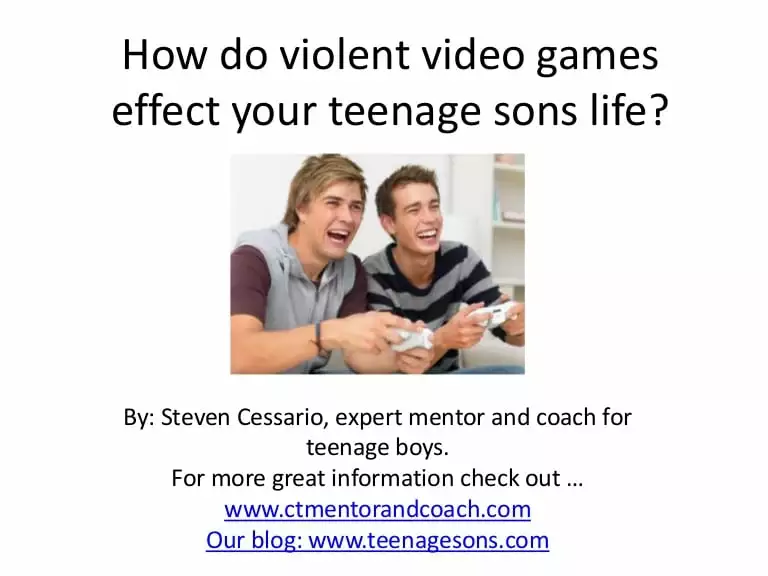 How do violent video games
effect your teenage sons life?
By: Steven Cessario, expert mentor and coach for
teenage boys.
For more great information check out …
www.ctmentorandcoach.com
Our blog: www.teenagesons.com